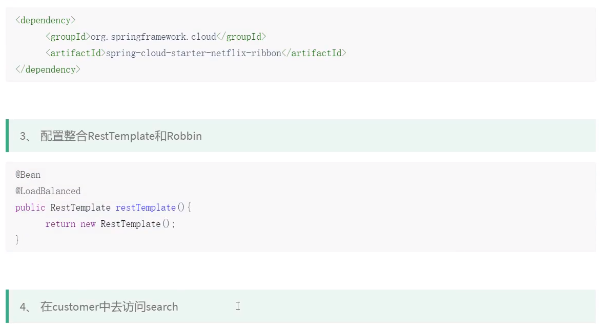 <dependency>
<groupId>org.springframework.cloud</groupId>
<artifactId>spring-cloud-starter-netflix-ribbon</artifactId>
</dependency>
3、 配置整合RestTemplate和Robbin
@Bean
@LoadBalanced
public RestTemplate restTemplate(){
return new RestTemplate();
}
4、 在customer中去访问search